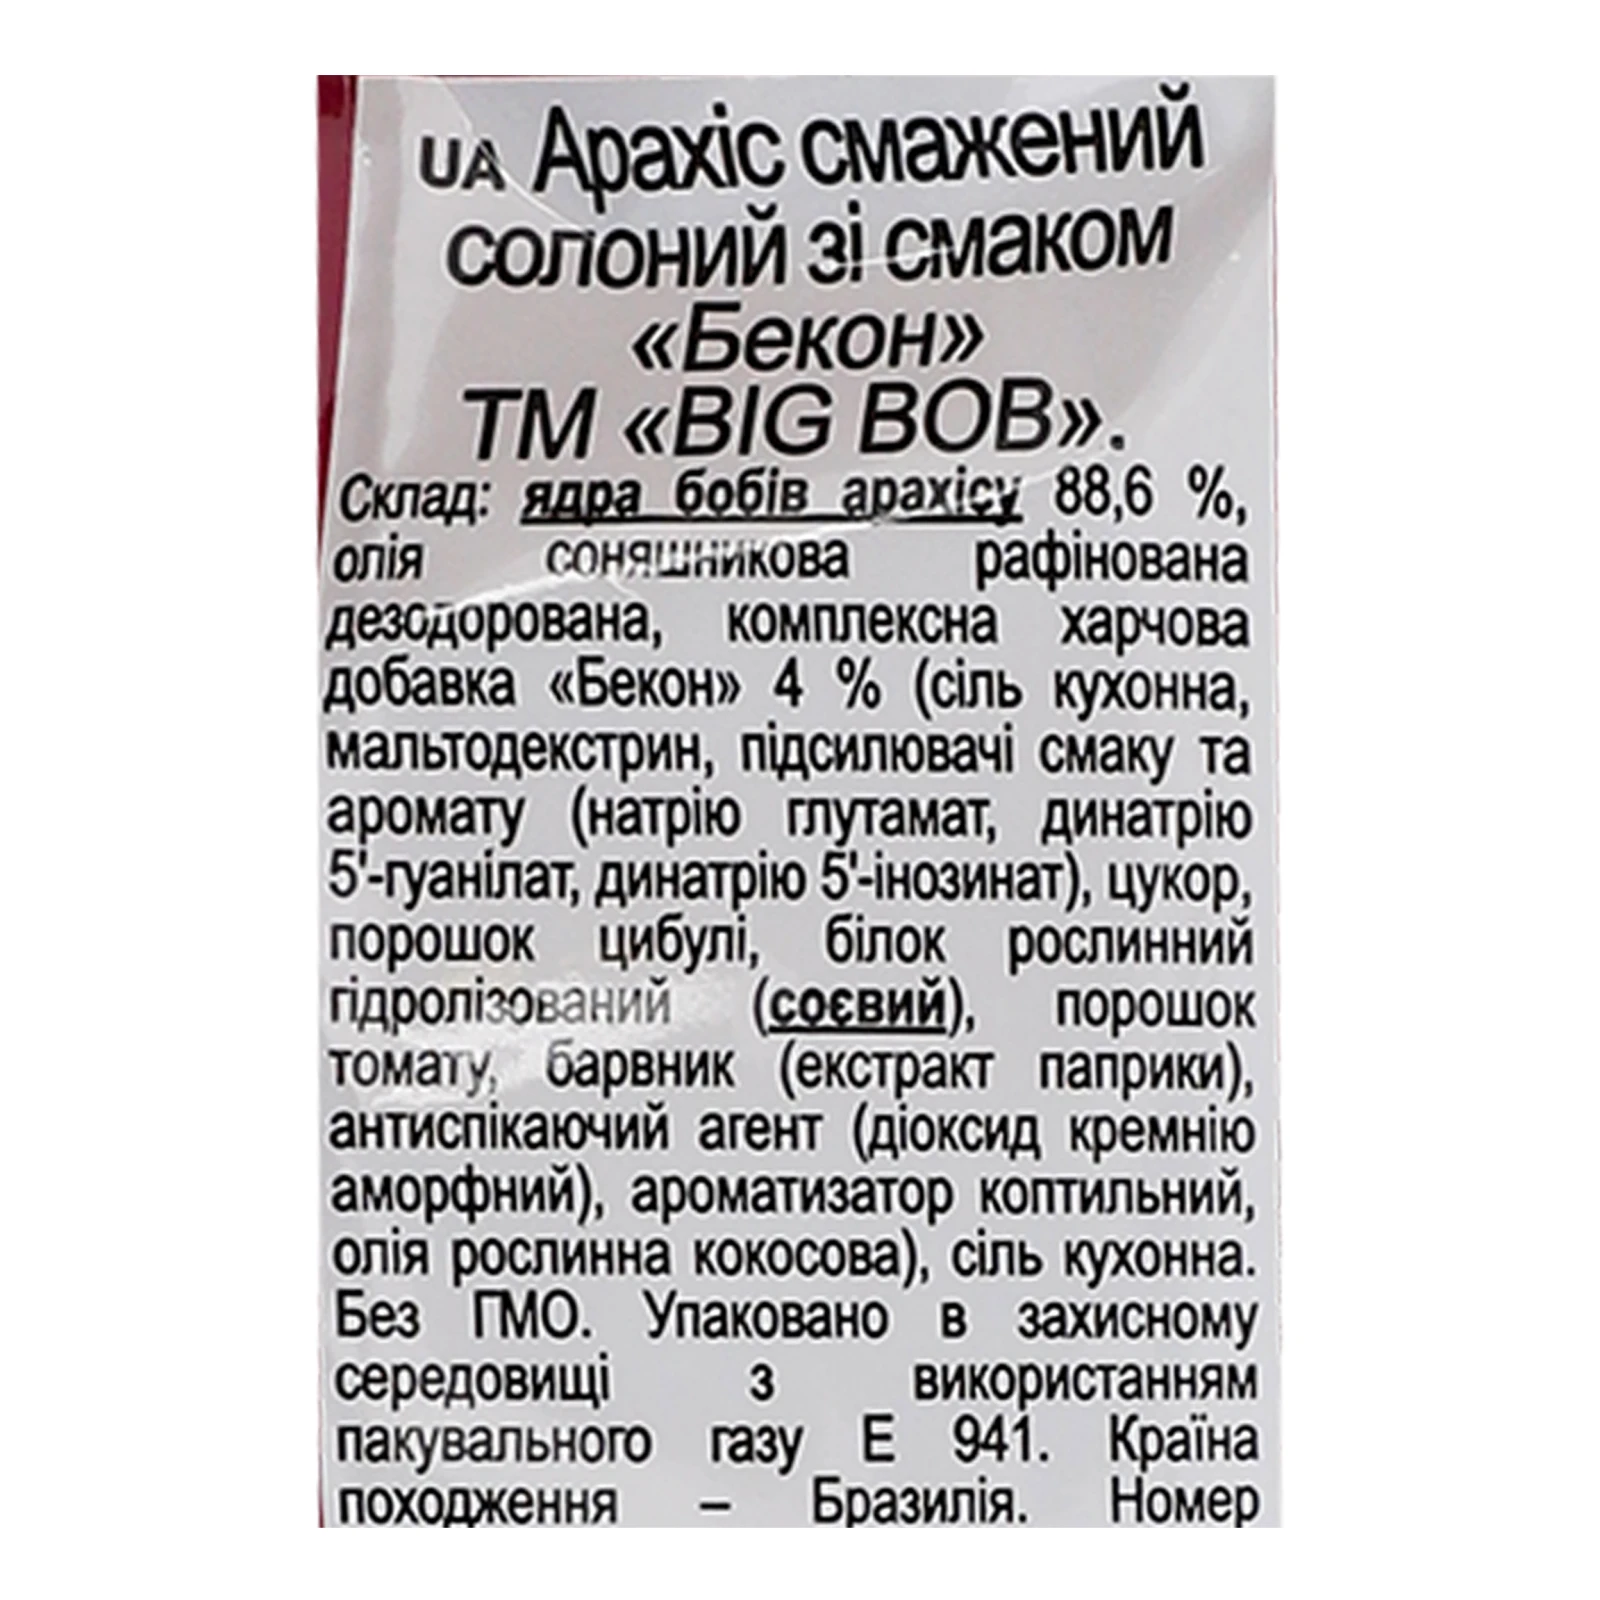 UA Арахіс смажений
солоний зі смаком
«Бекон»
ТМ «BIG BOB».
Склад: ядра бобів арахісу 88,6 %,
олія соняшникова рафінована
дезодорована, комплексна харчова
добавка «Бекон» 4 % (сіль кухонна,
мальтодекстрин, підсилювачі смаку та
аромату (натрію глутамат, динатрію
5'-гуанілат, динатрію 5'-інозинат), цукор,
порошок цибулі, білок рослинний
гідролізований (соєвий), порошок
томату, барвник (екстракт паприки),
антиспікаючий агент (діоксид кремнію
аморфний), ароматизатор коптильний,
олія рослинна кокосова), сіль кухонна.
Без ГМО. Упаковано в захисному
середовищі з використанням
пакувального газу Е 941. Країна
походження – Бразилія. Номер